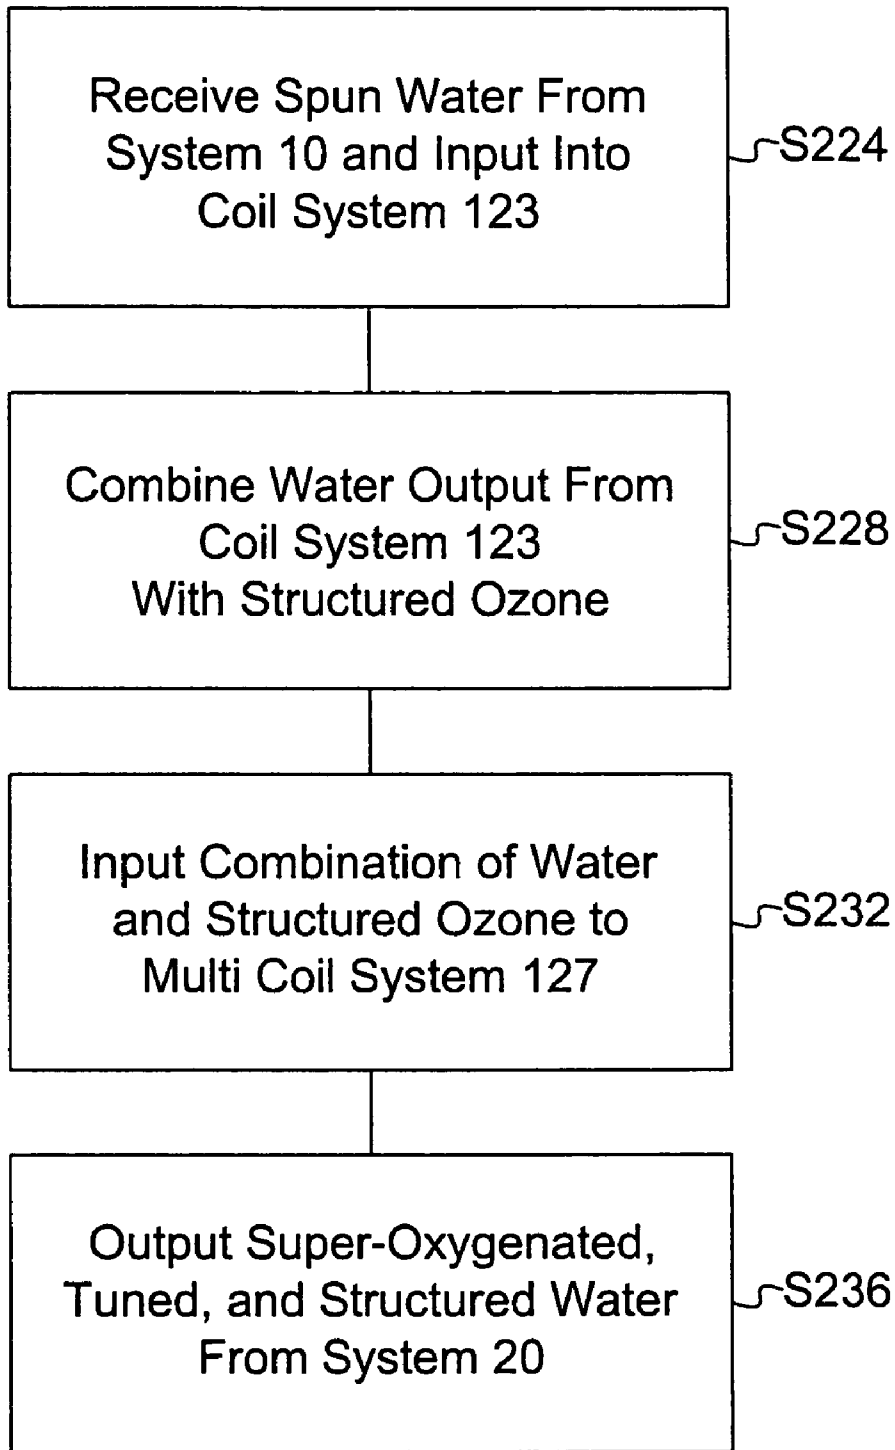 Receive Spun Water From
System 10 and Input Into
Coil System 123
S224
Combine Water Output From
Coil System 123
With Structured Ozone
S228
Input Combination of Water
and Structured Ozone to
Multi Coil System 127
S232
Output Super-Oxygenated,
Tuned, and Structured Water
From System 20
S236